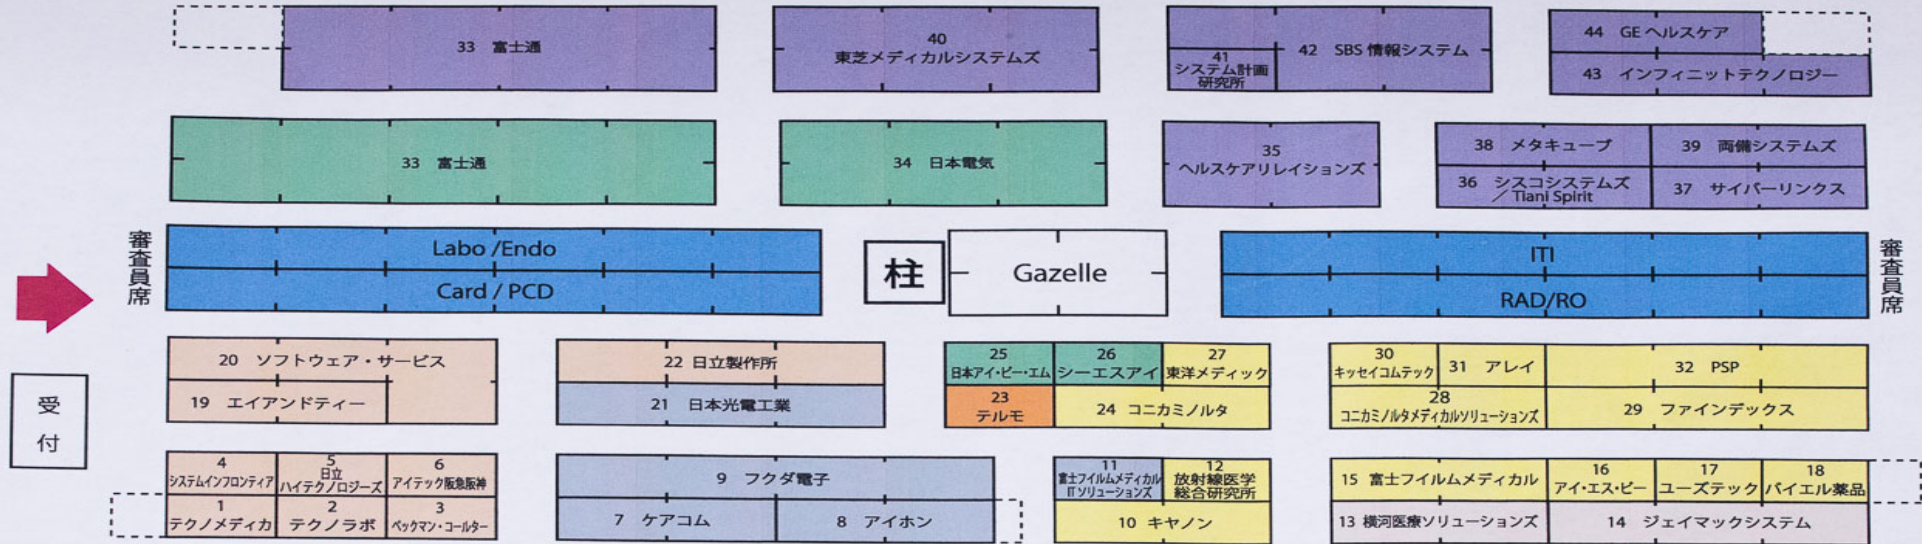 33 富士通
40
東芝メディカルシステムズ
41
システム計画
研究所
42 SBS 情報システム
44 GE ヘルスケア
43 インフィニットテクノロジー
33 富士通
34 日本電気
35
ヘルスケアリレイションズ
38 メタキューブ
39 両備システムズ
36 シスコシステムズ
／Tiani Spirit
37 サイバーリンクス
審査員席
Labo /Endo
Card / PCD
柱
Gazelle
ITI
RAD/RO
審査員席
受付
20 ソフトウェア・サービス
19 エイアンドティー
22 日立製作所
21 日本光電工業
25
日本アイ・ビー・エム
26
シーエスアイ
27
東洋メディック
23
テルモ
24 コニカミノルタ
30
キッセイコムテック
31 アレイ
32 PSP
28
コニカミノルタメディカルソリューションズ
29 ファインデックス
4
システムインフロンティア
5
日立
ハイテクノロジーズ
6
アイテック阪急阪神
1
テクノメディカ
2
テクノラボ
3
ベックマン・コールター
9 フクダ電子
7 ケアコム
8 アイホン
11
富士フイルムメディカル
ITソリューションズ
12
放射線医学
総合研究所
10 キヤノン
15 富士フイルムメディカル
16
アイ・エス・ビー
17
ユーズテック
18
バイエル薬品
13 横河医療ソリューションズ
14 ジェイマックシステム